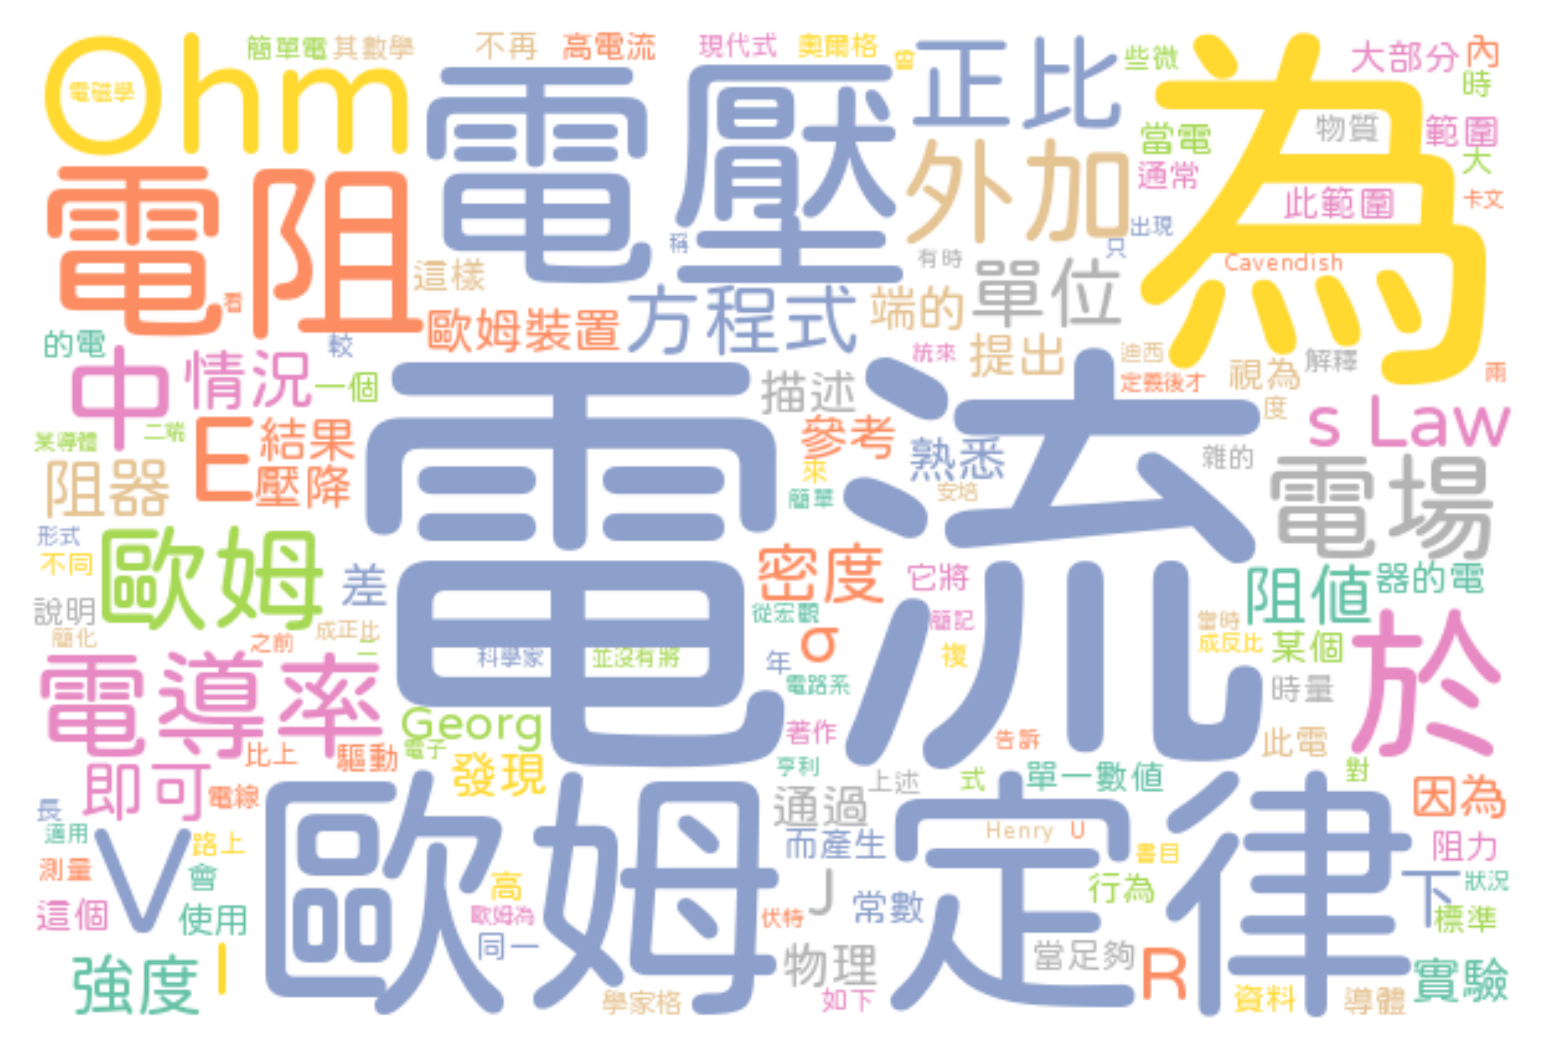 Ohm
電磁學
簡單電
其數學
不再
高電流
現代式
奧爾格
曾
正比
些微
為
大部分
內
時
電壓
當電
物質
範圍
大
電阻
外加
通常
此範圍
卡文
出現
只
稱
有時
Cavendish
這樣
單位
看
歐姆裝置
方程式
端的
的電
較
統來
提出
迪西
解釋
中
情況
一個
描述
定義後才
視為
兩
度
s Law
電流
某導體
二端
E
結果
參考
熟悉
雜的
電場
阻器
壓降
來
簡單
安培
形式
不同
歐姆
差
密度
它將
阻值
器的電
說明
從宏觀
簡記
當時
簡化
之前
成正比
二
σ
成反比
某個
於
科學家
並沒有將
年
複
電導率
電路系
時量
Georg
著作
比上
驅動
電子
告訴
此電
即可
發現
亨利
對
電線
上述
式
單一數值
因為
長
歐姆
定律
通過
適用
V
路上
而產生
Henry
U
書目
阻力
測量
會
高
J
常數
行為
下
狀況
這個
使用
歐姆為
伏特
標準
同一
強度
I
物理
當足夠
R
實驗
學家格
如下
資料
導體